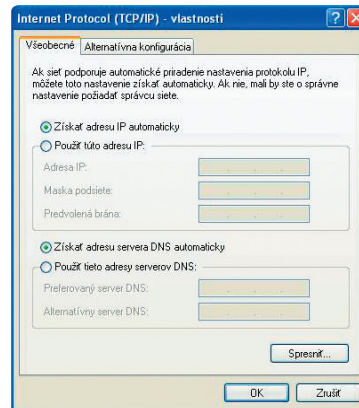 Internet Protocol (TCP/IP) - vlastnosti
Všeobecné
Alternatívna konfigurácia
Ak sieť podporuje automatické priradenie nastavenia protokolu IP,
môžete toto nastavenie získať automaticky. Ak nie, mali by ste o správne
nastavenie požiadať správcu siete.
Získať adresu IP automaticky
Použiť túto adresu IP:
Adresa IP:
Maska podsiete:
Predvolená brána:
Získať adresu servera DNS automaticky
Použiť tieto adresy serverov DNS:
Preferovaný server DNS:
Alternatívny server DNS:
Spresniť...
OK
Zrušiť